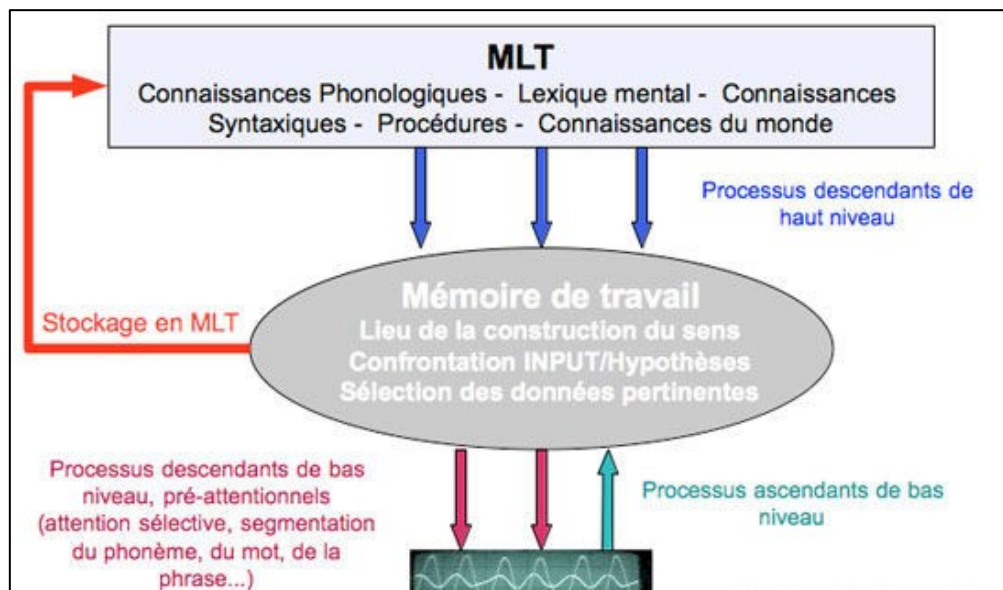 MLT
Connaissances Phonologiques - Lexique mental - Connaissances
Syntaxiques - Procédures - Connaissances du monde
Processus descendants de
haut niveau
Mémoire de travail
Lieu de la construction du sens
Confrontation INPUT/Hypothèses
Sélection des données pertinentes
Stockage en MLT
Processus descendants de bas
niveau, pré-attentionnels
(attention sélective, segmentation
du phonème, du mot, de la
phrase...)
Processus ascendants de bas
niveau